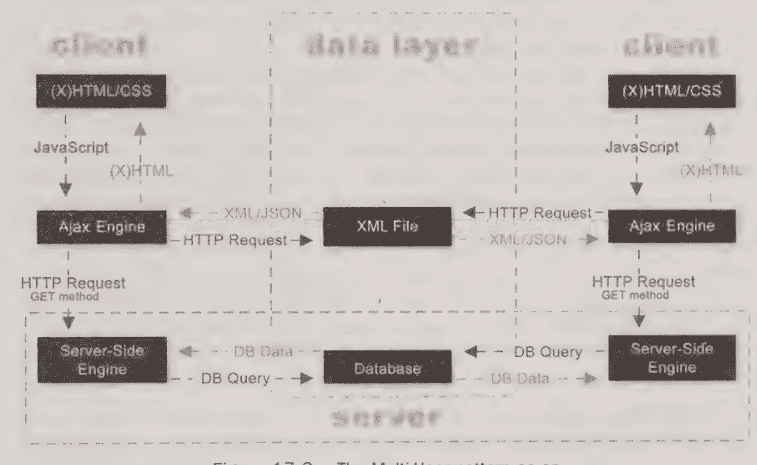 client data layer client
(X)HTML/CSS (X)HTML/CSS
JavaScript JavaScript
(X)HTML (X)HTML
XML/JSON HTTP Request
Ajax Engine XML File Ajax Engine
HTTP Request XML/JSON
HTTP Request HTTP Request
GET method GET method
Server-Side Engine DB Data Database DB Query Server-Side Engine
DB Query DB Data
server
The Multi